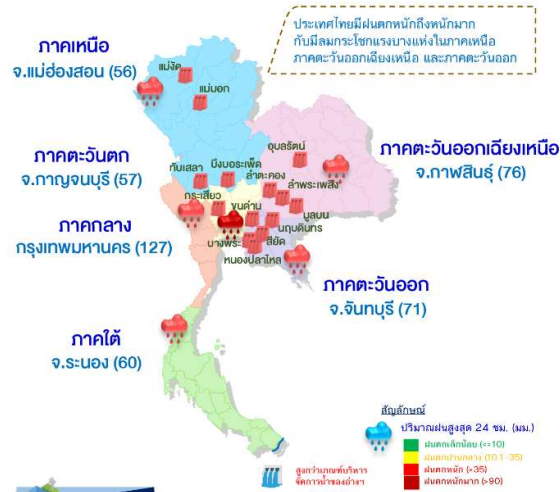 ประเทศไทยมีฝนตกหนักถึงหนักมาก
กับมีลมกระโชกแรงบางแห่งในภาคเหนือ
ภาคตะวันออกเฉียงเหนือ และภาคตะวันออก
ภาคเหนือ
จ.แม่ฮ่องสอน (56)
แม่งัด
แม่มอก
อุบลรัตน์
ภาคตะวันออกเฉียงเหนือ
จ.กาฬสินธุ์ (76)
ภาคตะวันตก
จ.กาญจนบุรี (57)
ทับเสลา
บึงบอระเพ็ด
ลำตะคอง
ลำพระเพลิง
กระเสียว
ขุนด่าน
มูลบน
นฤบดินทร
ภาคกลาง
กรุงเทพมหานคร (127)
บางพระ
สียัด
หนองปลาไหล
ภาคตะวันออก
จ.จันทบุรี (71)
ภาคใต้
จ.ระนอง (60)
สัญลักษณ์
ปริมาณฝนสูงสุด 24 ชม. (มม.)
ฝนตกเล็กน้อย (<=10)
ฝนตกปานกลาง (10.1-35)
ฝนตกหนัก (>35)
ฝนตกหนักมาก (>90)
สูงกว่าเกณฑ์บริหาร
จัดการน้ำของอ่างฯ